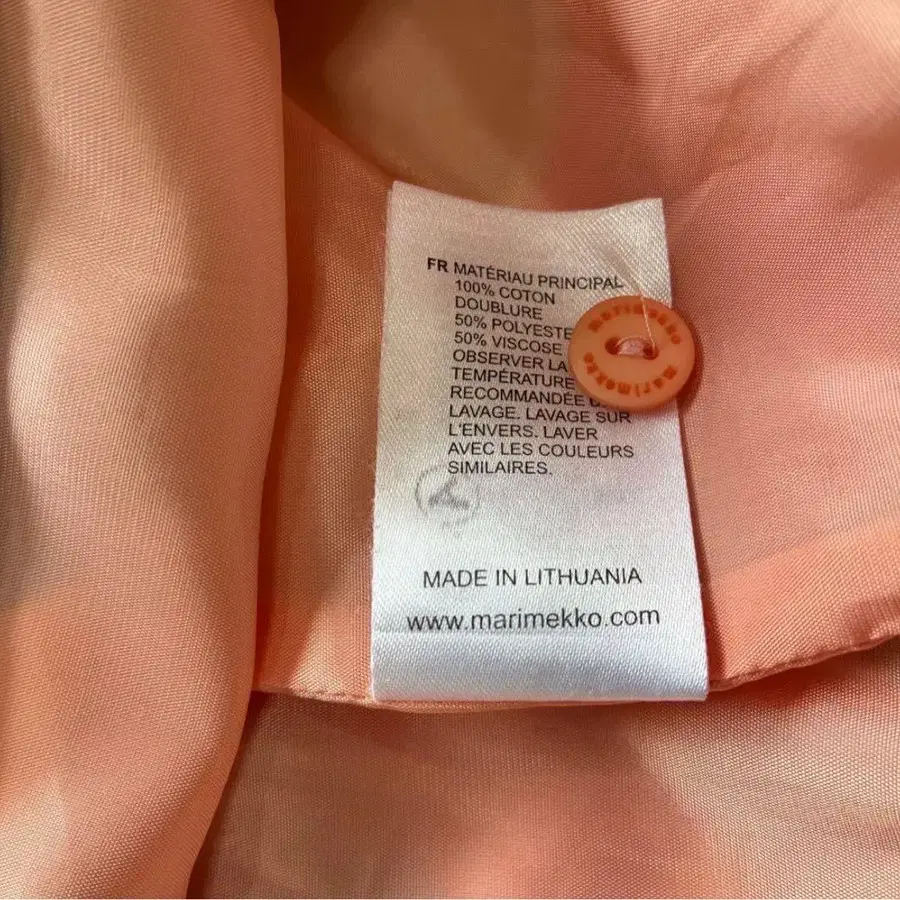 FR MATÉRIAU PRINCIPAL
100% COTON
DOUBLURE
50% POLYESTE
50% VISCOSE
OBSERVER LA
TEMPÉRATURE
RECOMMANDÉE
LAVAGE. LAVAGE SUR
L'ENVERS. LAVER
AVEC LES COULEURS
SIMILAIRES.
marimekko
marimekko
MADE IN LITHUANIA
www.marimekko.com